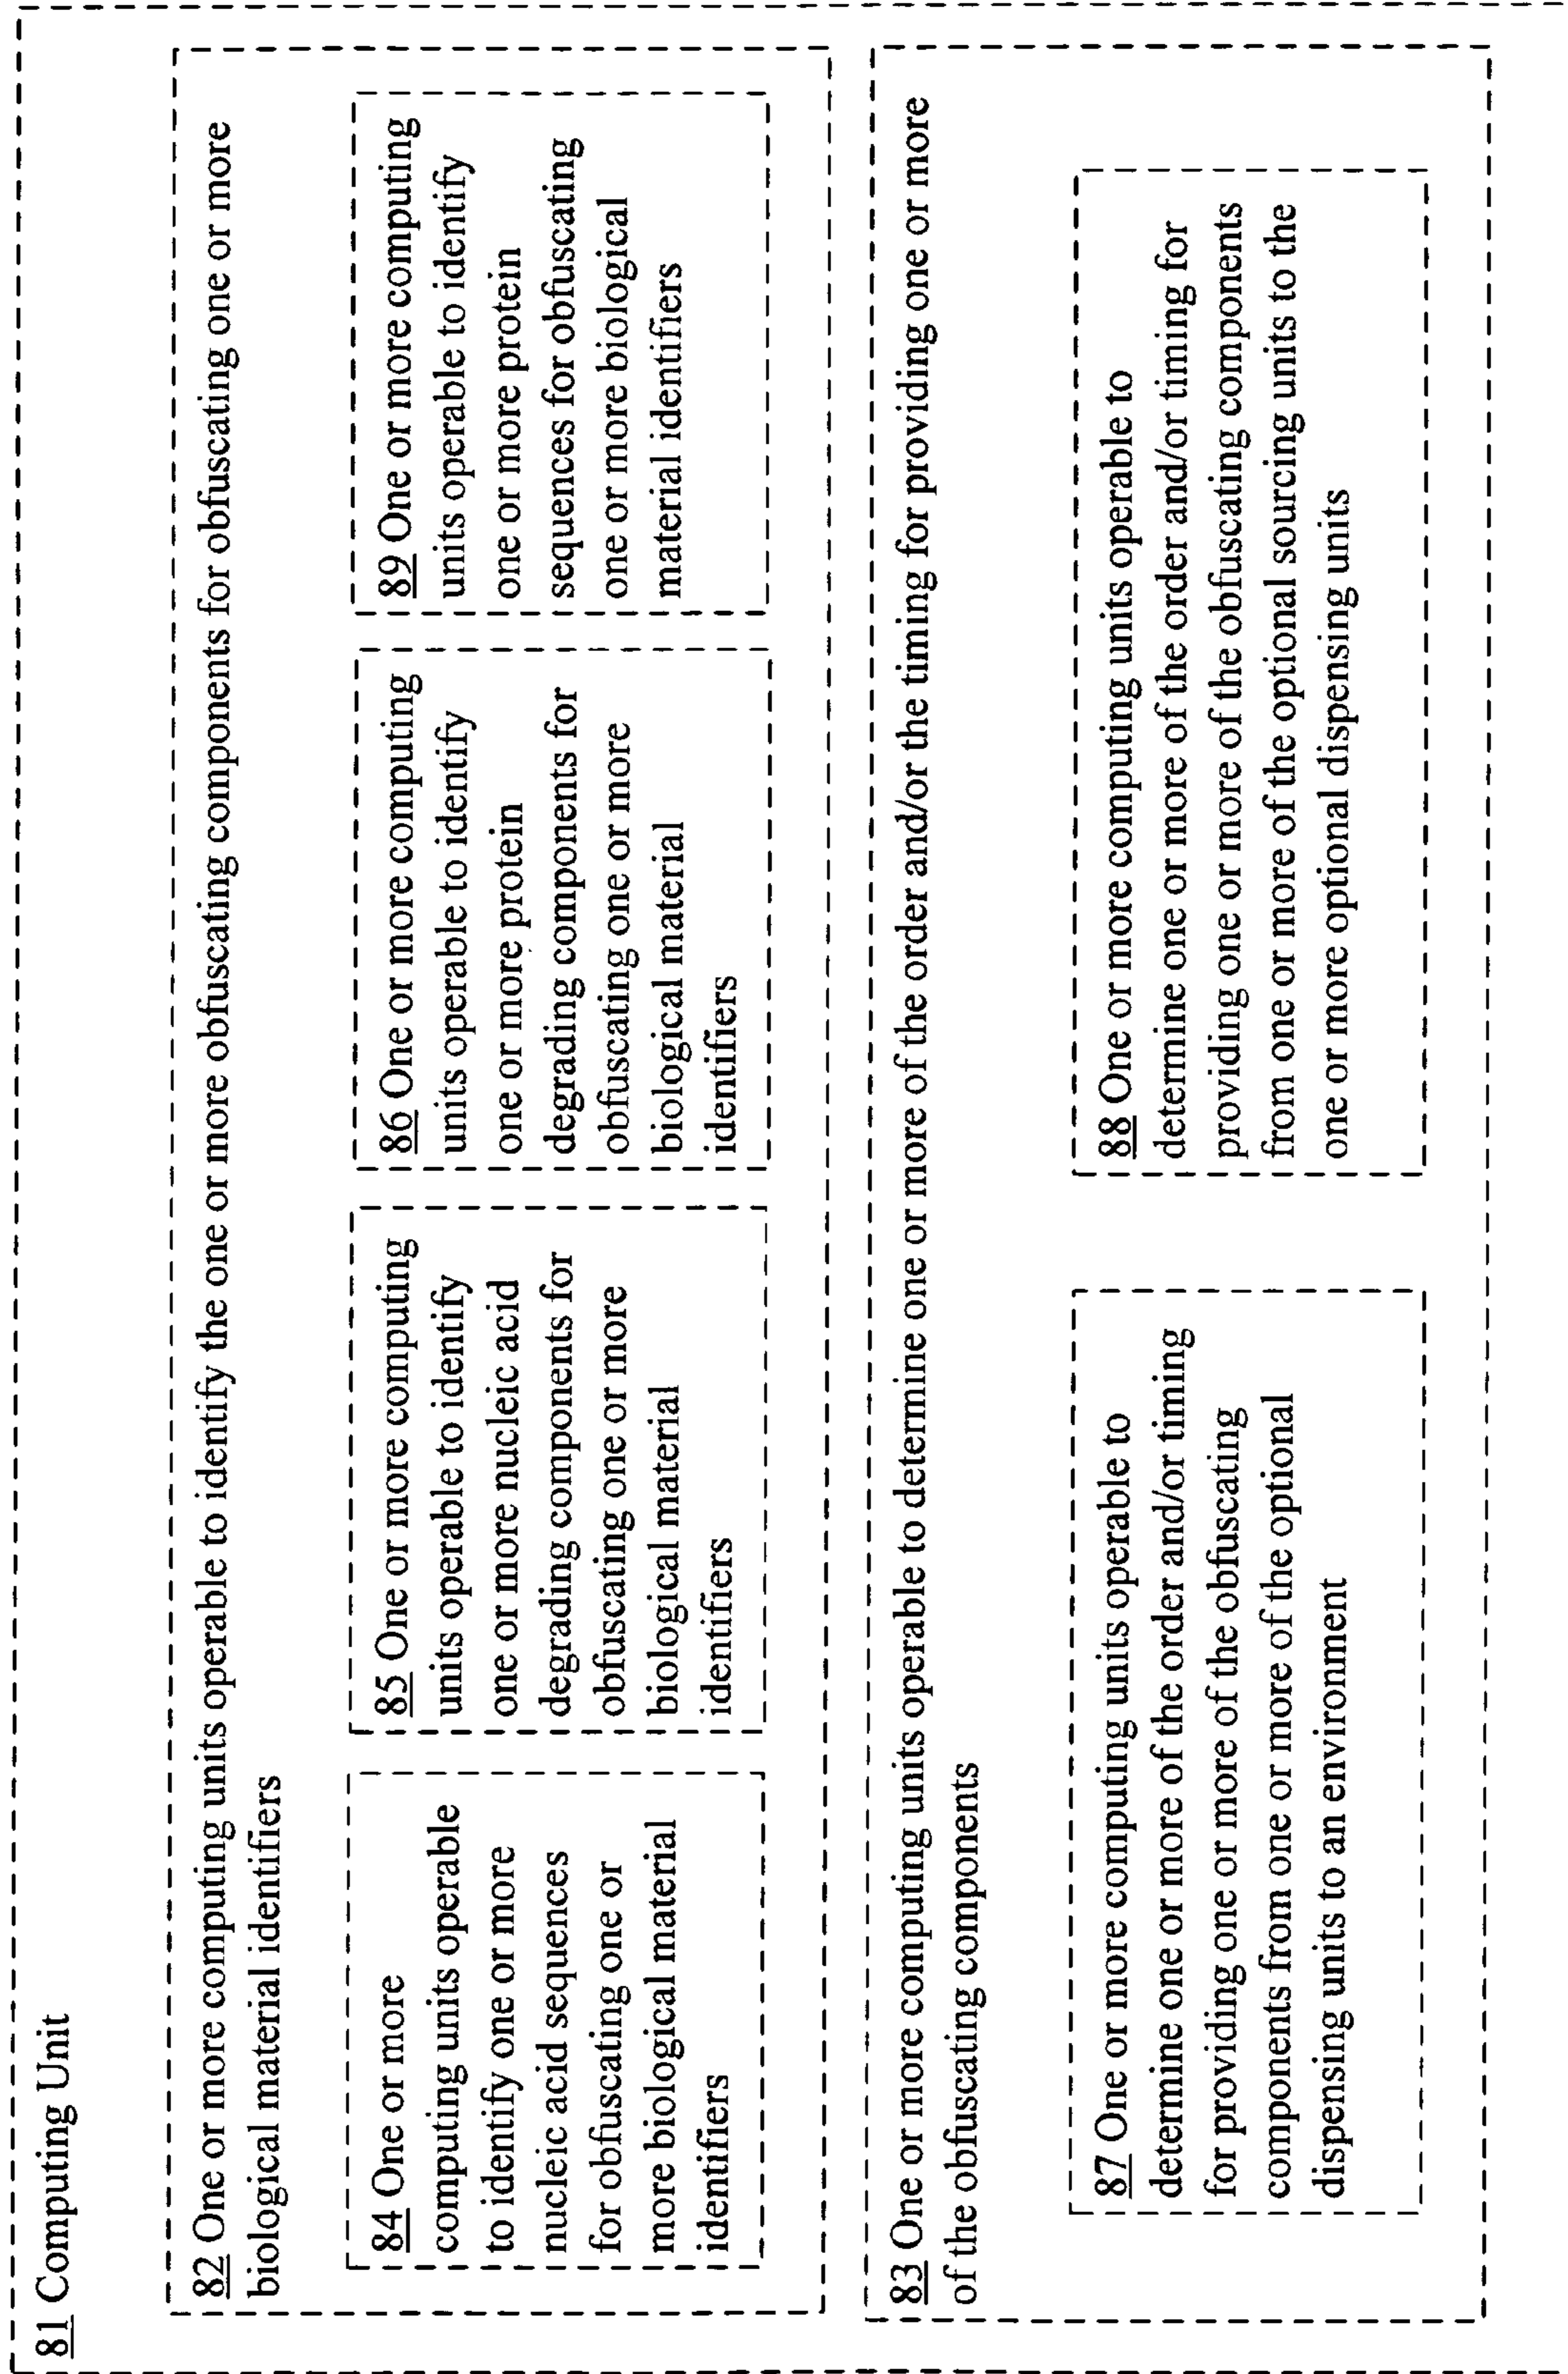 81 Computing Unit
82 One or more computing units operable to identify the one or more obfuscating components for obfuscating one or more
biological material identifiers
84 One or more
computing units operable
to identify one or more
nucleic acid sequences
for obfuscating one or
more biological material
identifiers
85 One or more computing
units operable to identify
one or more nucleic acid
degrading components for
obfuscating one or more
biological material
identifiers
86 One or more computing
units operable to identify
one or more protein
degrading components for
obfuscating one or more
biological material
identifiers
89 One or more computing
units operable to identify
one or more protein
sequences for obfuscating
one or more biological
material identifiers
83 One or more computing units operable to determine one or more of the order and/or the timing for providing one or more
of the obfuscating components
87 One or more computing units operable to
determine one or more of the order and/or timing
for providing one or more of the obfuscating
components from one or more of the optional
dispensing units to an environment
88 One or more computing units operable to
determine one or more of the order and/or timing for
providing one or more of the obfuscating components
from one or more of the optional sourcing units to the
one or more optional dispensing units